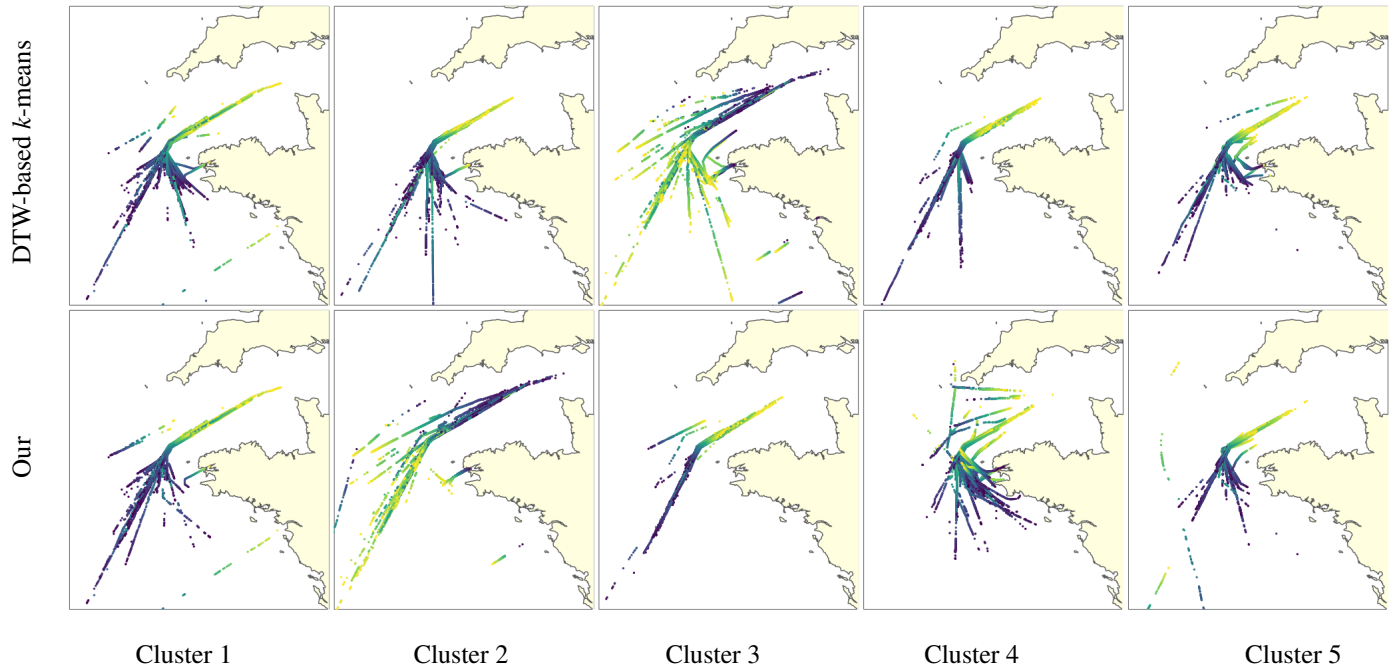 DTW-based k-means
Our
Cluster 1
Cluster 2
Cluster 3
Cluster 4
Cluster 5